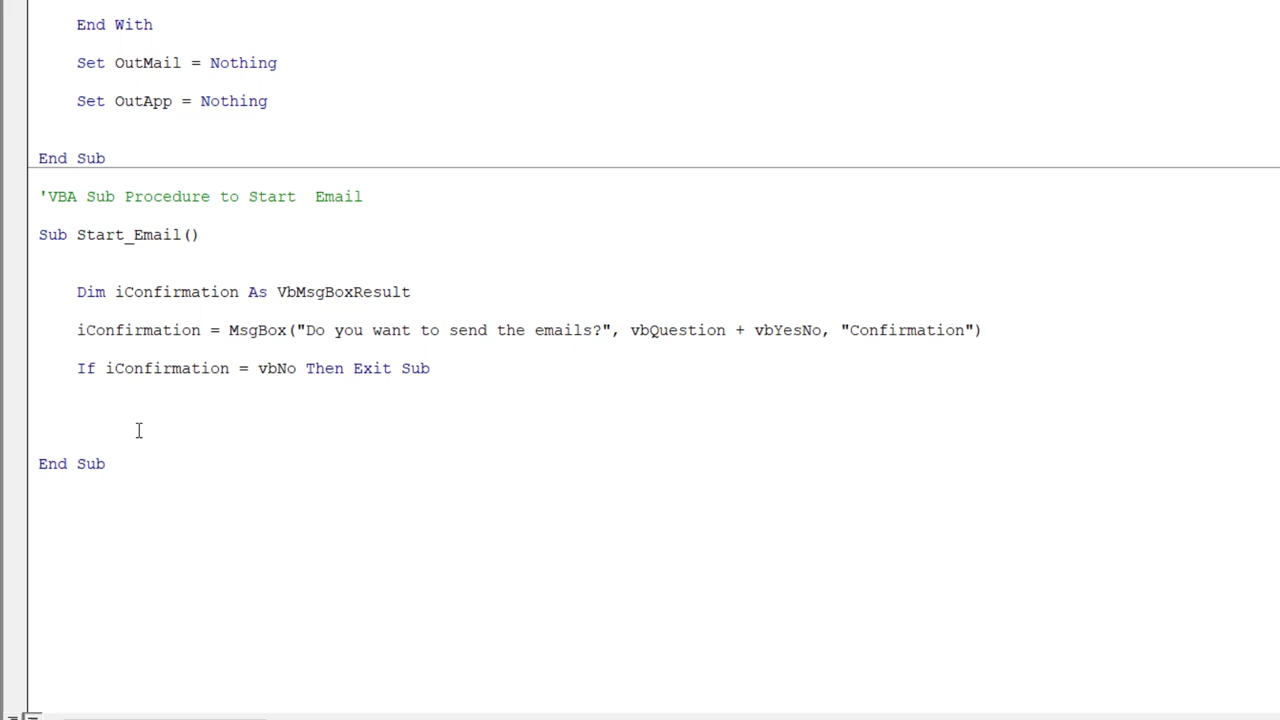 End With
Set OutMail = Nothing
Set OutApp = Nothing
End Sub
'VBA Sub Procedure to Start  Email
Sub Start_Email()
Dim iConfirmation As VbMsgBoxResult
iConfirmation = MsgBox("Do you want to send the emails?", vbQuestion + vbYesNo, "Confirmation")
If iConfirmation = vbNo Then Exit Sub
End Sub